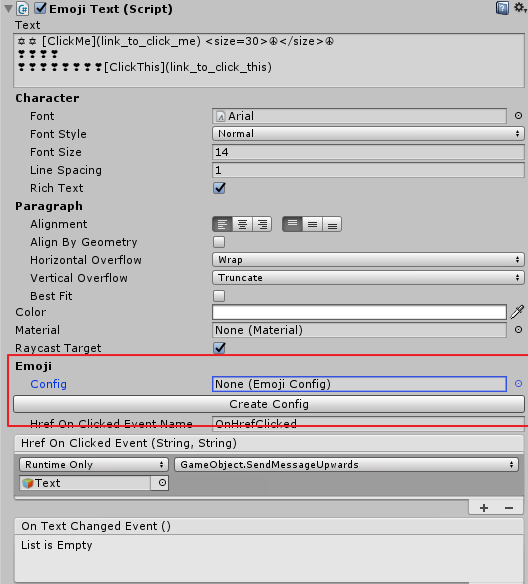 Emoji Text (Script)
Text
✡✡ [ClickMe](link_to_click_me) <size=30>☮</size>☮
❣❣❣❣
❣❣❣❣❣❣❣❣[ClickThis](link_to_click_this)
Character
Font Arial
Font Style Normal
Font Size 14
Line Spacing 1
Rich Text
Paragraph
Alignment
Align By Geometry
Horizontal Overflow Wrap
Vertical Overflow Truncate
Best Fit
Color
Material None (Material)
Raycast Target
Emoji
Config None (Emoji Config)
Create Config
Href On Clicked Event Name OnHrefClicked
Href On Clicked Event (String, String)
Runtime Only GameObject.SendMessageUpwards
Text
+ −
On Text Changed Event ()
List is Empty